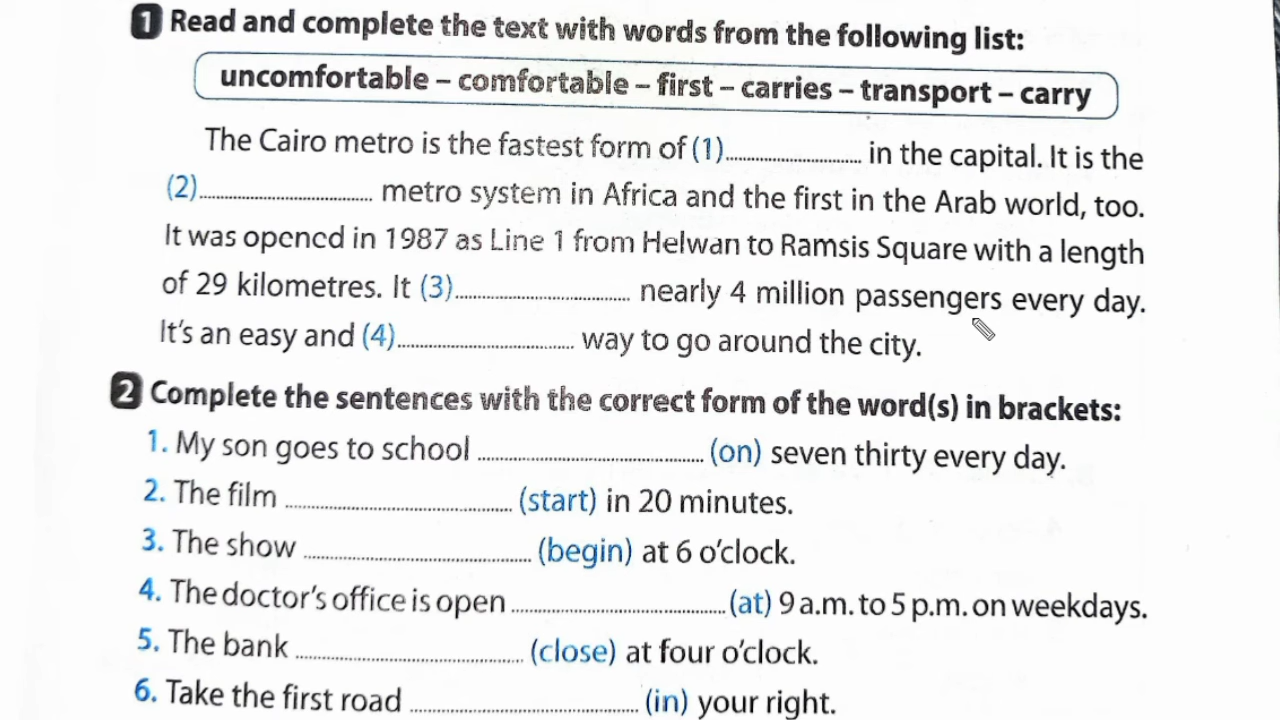 1 Read and complete the text with words from the following list:
uncomfortable – comfortable – first – carries – transport – carry
The Cairo metro is the fastest form of (1).............................. in the capital. It is the
(2)...................................... metro system in Africa and the first in the Arab world, too.
It was opened in 1987 as Line 1 from Helwan to Ramsis Square with a length
of 29 kilometres. It (3)...................................... nearly 4 million passengers every day.
It's an easy and (4)...................................... way to go around the city.
2 Complete the sentences with the correct form of the word(s) in brackets:
1. My son goes to school .................................................. (on) seven thirty every day.
2. The film .................................................. (start) in 20 minutes.
3. The show .................................................. (begin) at 6 o'clock.
4. The doctor's office is open .................................................. (at) 9 a.m. to 5 p.m. on weekdays.
5. The bank .................................................. (close) at four o'clock.
6. Take the first road .................................................. (in) your right.